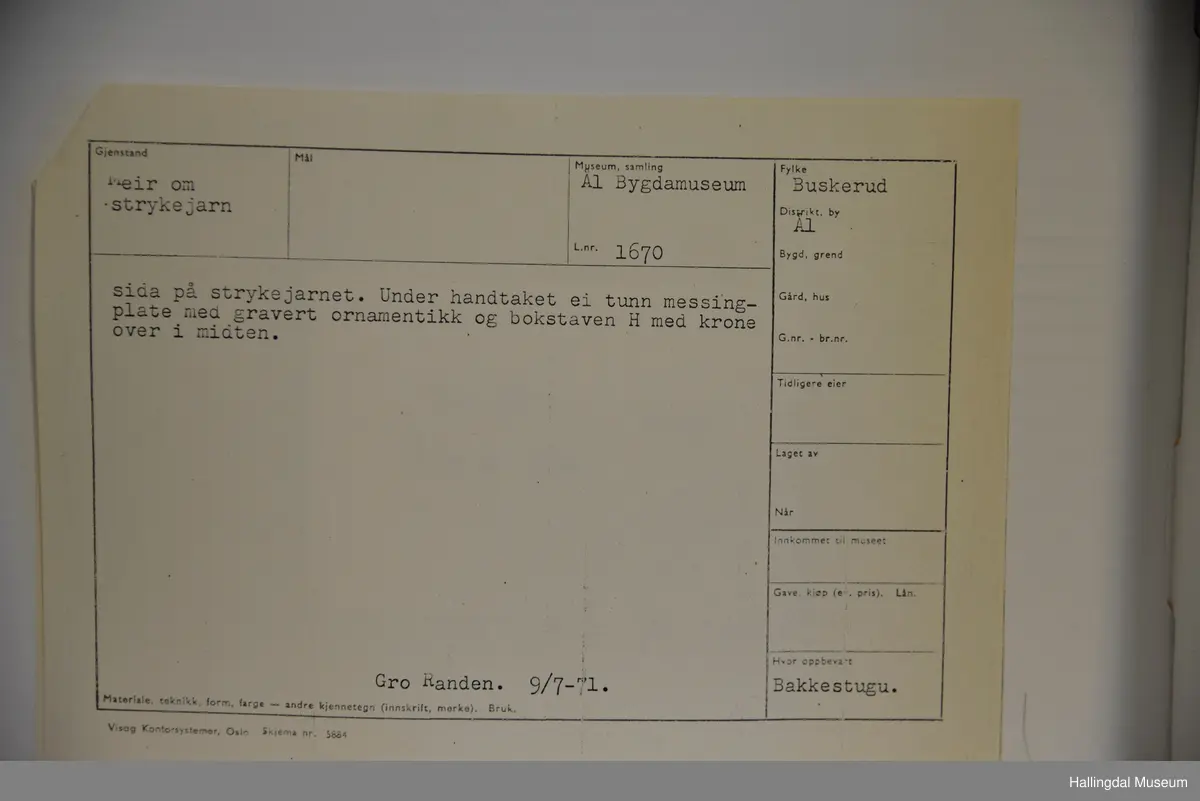 Gjenstand
Meir om
strykejarn
Mål
Museum, samling
Ål Bygdamuseum
L.nr. 1670
Fylke
Buskerud
Distrikt, by
Ål
Bygd, grend
Gård, hus
G.nr. - br.nr.
Tidligere eier
Laget av
Når
Innkommet til museet
Gave, kjøp (ev. pris). Lån.
Hvor oppbevart
Bakkestugu.
sida på strykejarnet. Under handtaket ei tunn messing-
plate med gravert ornamentikk og bokstaven H med krone
over i midten.
Gro Randen. 9/7-71.
Materiale, teknikk, form, farge — andre kjennetegn (innskrift, merke). Bruk.
Visag Kontorsystemer, Oslo Skjema nr. 5884
Hallingdal Museum